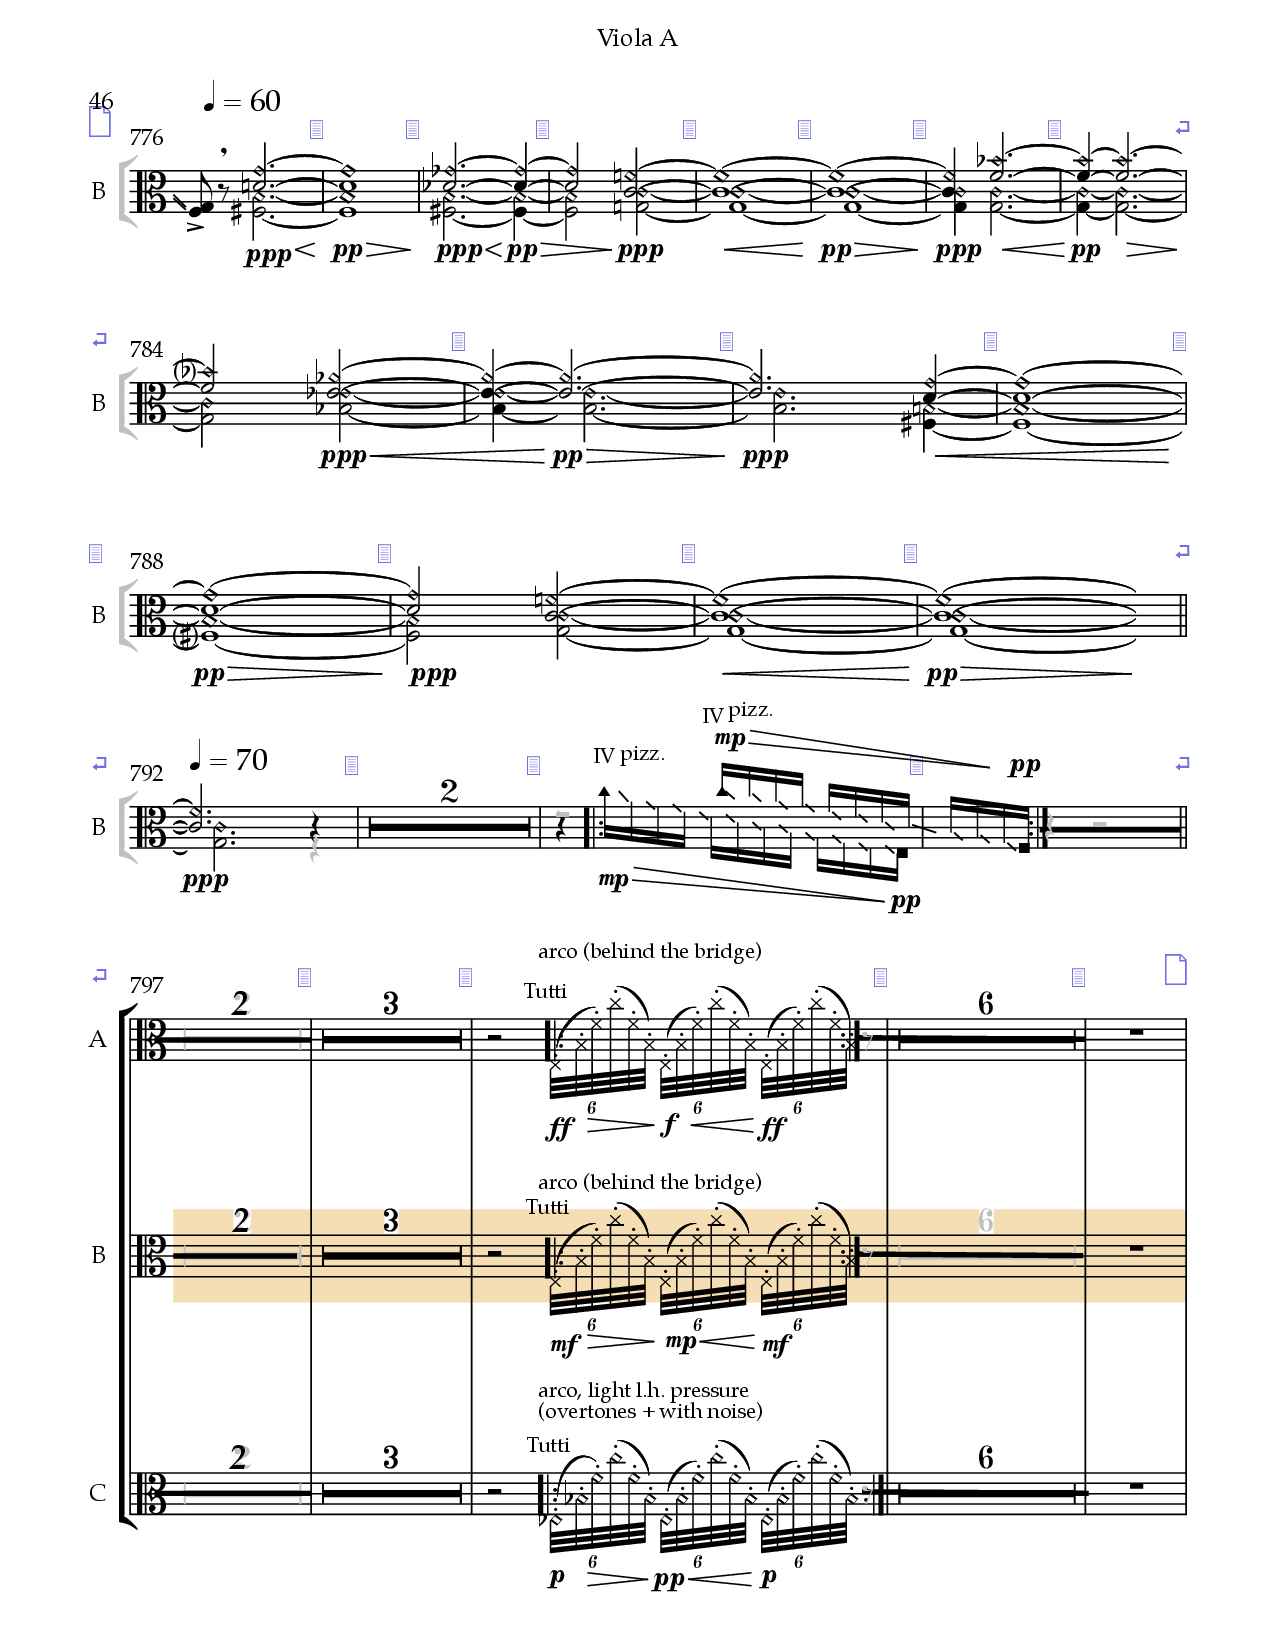 Viola A
46
= 60
776
B
ppp pp ppp pp ppp pp ppp pp
784
B
ppp pp ppp
788
B
pp ppp pp
IV pizz.
mp
= 70
IV pizz.
792
2
pp
B
ppp mp pp
arco (behind the bridge)
797
Tutti
2 3 6
A
6 6 6
ff f ff
arco (behind the bridge)
Tutti
2 3 6
B
6 6 6
mf mp mf
arco, light l.h. pressure
(overtones + with noise)
Tutti
2 3 6
C
6 6 6
p pp p